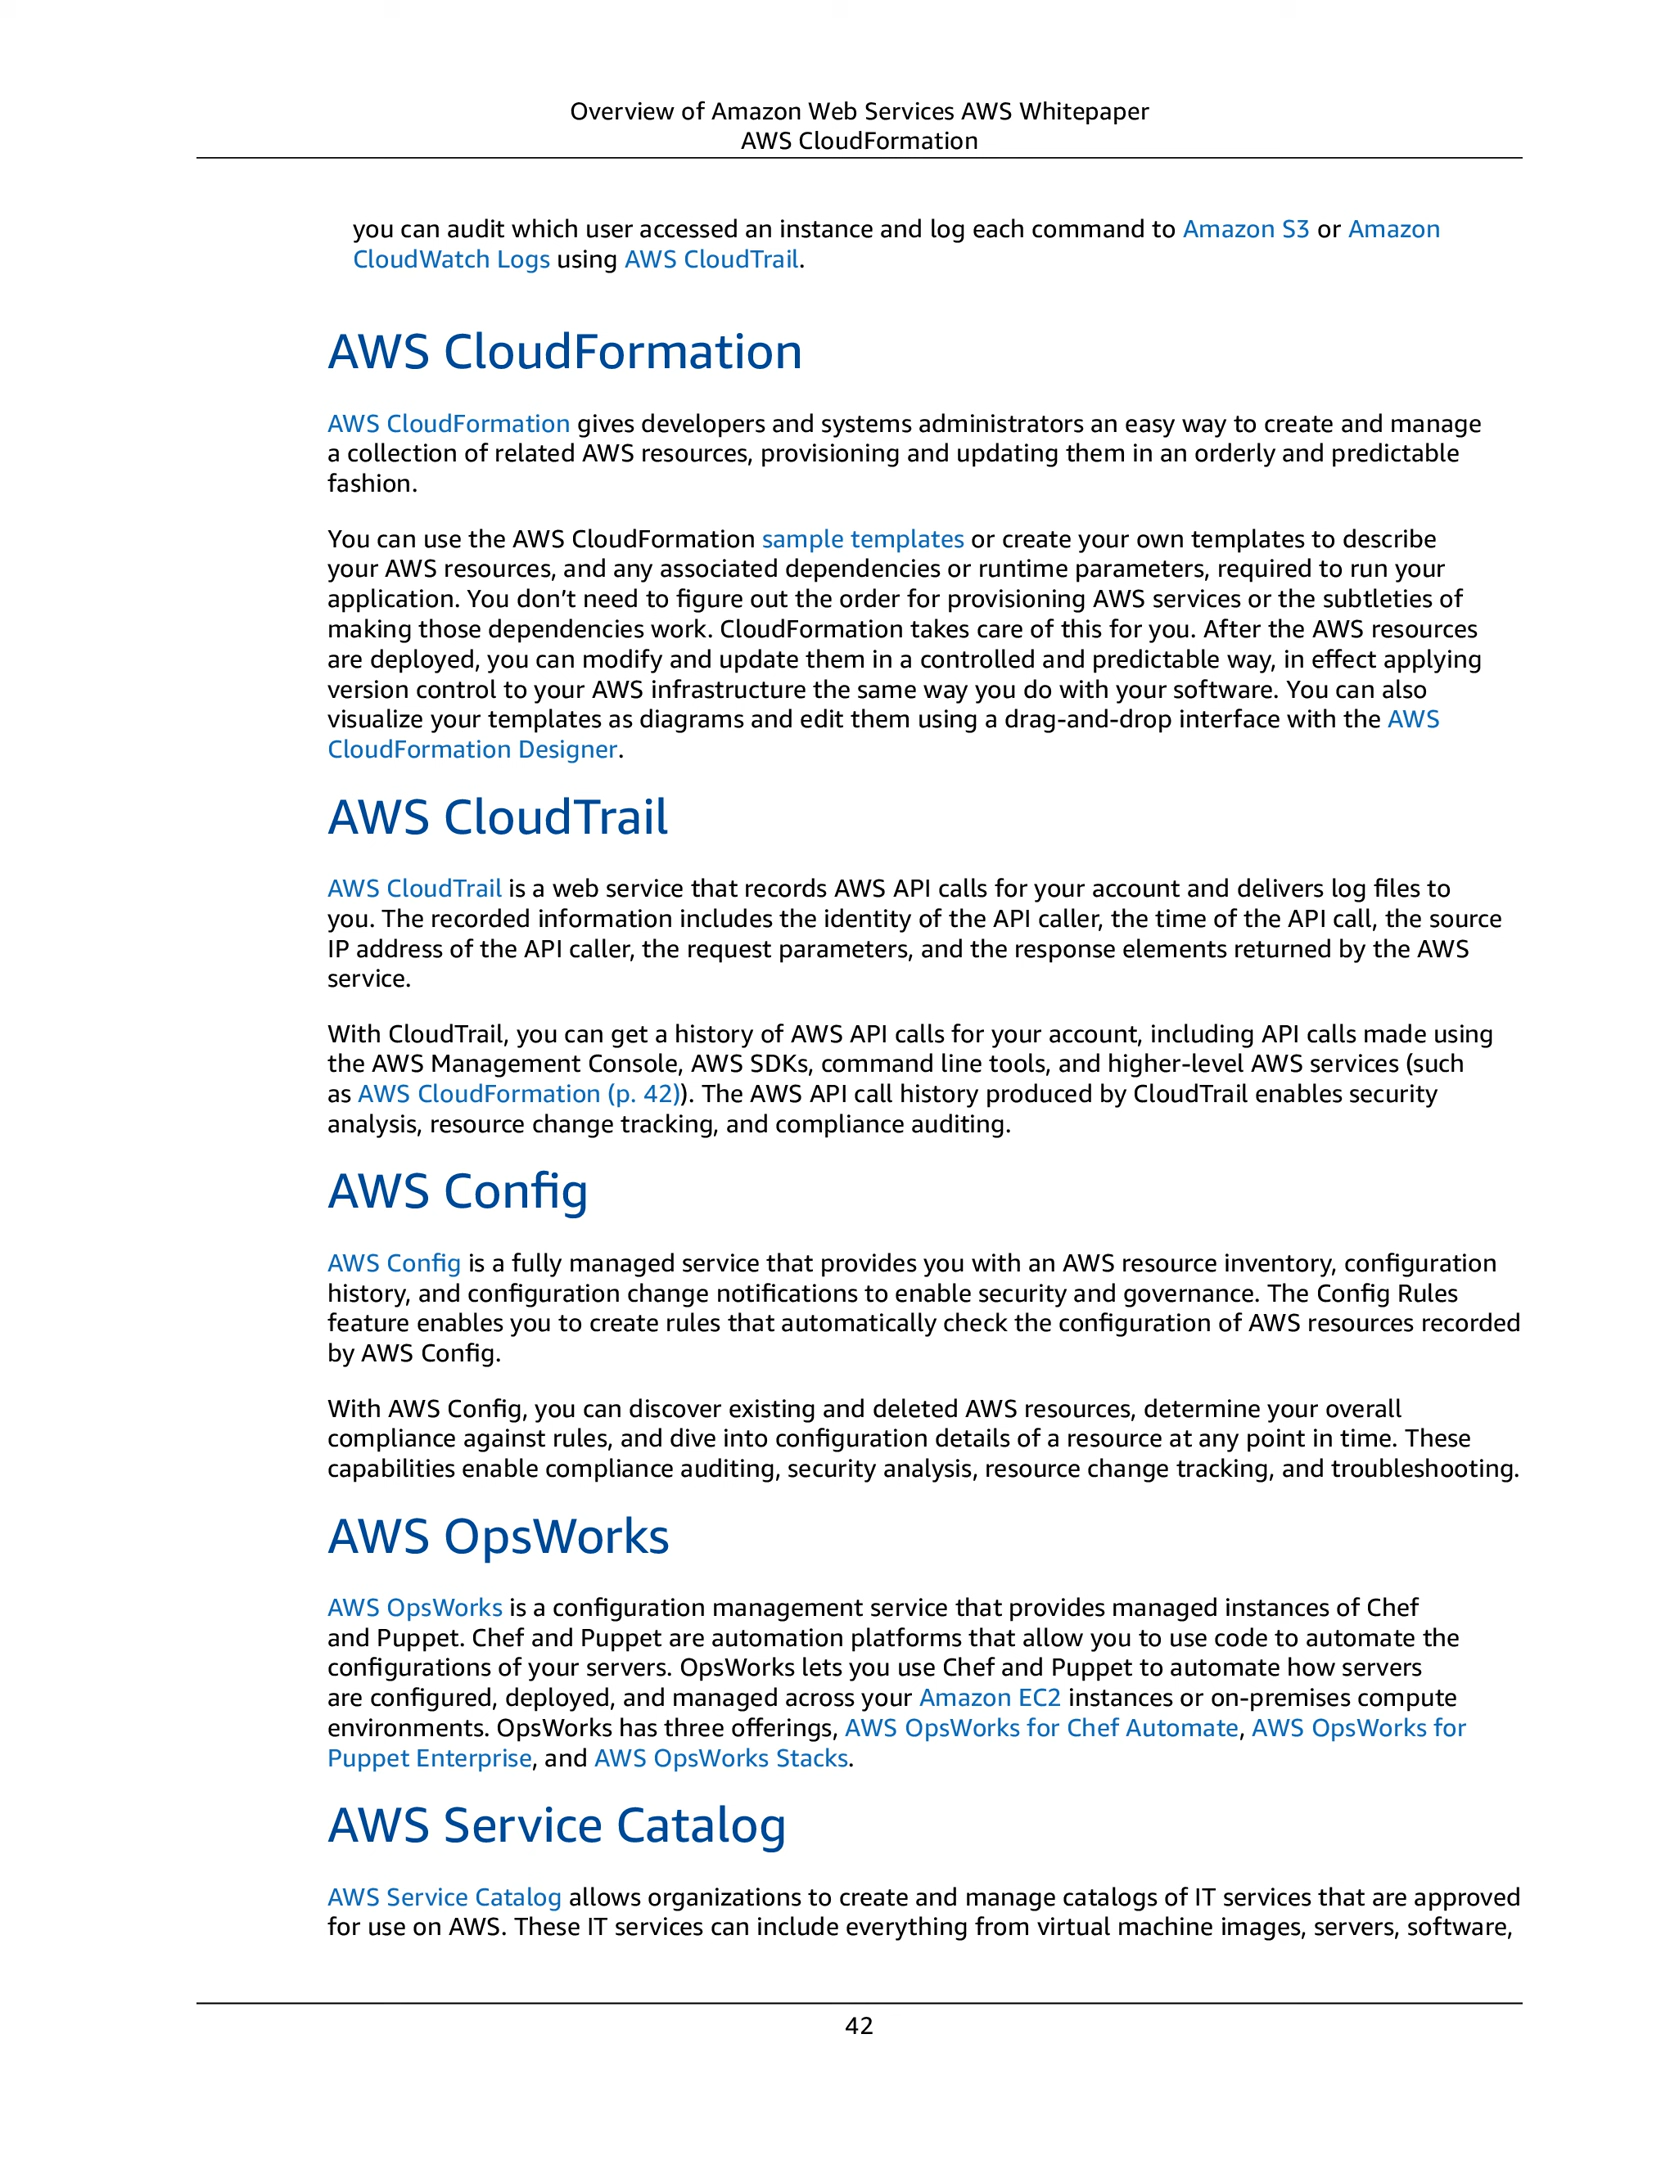 Overview of Amazon Web Services AWS Whitepaper
AWS CloudFormation
you can audit which user accessed an instance and log each command to Amazon S3 or Amazon
CloudWatch Logs using AWS CloudTrail.
AWS CloudFormation
AWS CloudFormation gives developers and systems administrators an easy way to create and manage
a collection of related AWS resources, provisioning and updating them in an orderly and predictable
fashion.
You can use the AWS CloudFormation sample templates or create your own templates to describe
your AWS resources, and any associated dependencies or runtime parameters, required to run your
application. You don’t need to figure out the order for provisioning AWS services or the subtleties of
making those dependencies work. CloudFormation takes care of this for you. After the AWS resources
are deployed, you can modify and update them in a controlled and predictable way, in effect applying
version control to your AWS infrastructure the same way you do with your software. You can also
visualize your templates as diagrams and edit them using a drag-and-drop interface with the AWS
CloudFormation Designer.
AWS CloudTrail
AWS CloudTrail is a web service that records AWS API calls for your account and delivers log files to
you. The recorded information includes the identity of the API caller, the time of the API call, the source
IP address of the API caller, the request parameters, and the response elements returned by the AWS
service.
With CloudTrail, you can get a history of AWS API calls for your account, including API calls made using
the AWS Management Console, AWS SDKs, command line tools, and higher-level AWS services (such
as AWS CloudFormation (p. 42)). The AWS API call history produced by CloudTrail enables security
analysis, resource change tracking, and compliance auditing.
AWS Config
AWS Config is a fully managed service that provides you with an AWS resource inventory, configuration
history, and configuration change notifications to enable security and governance. The Config Rules
feature enables you to create rules that automatically check the configuration of AWS resources recorded
by AWS Config.
With AWS Config, you can discover existing and deleted AWS resources, determine your overall
compliance against rules, and dive into configuration details of a resource at any point in time. These
capabilities enable compliance auditing, security analysis, resource change tracking, and troubleshooting.
AWS OpsWorks
AWS OpsWorks is a configuration management service that provides managed instances of Chef
and Puppet. Chef and Puppet are automation platforms that allow you to use code to automate the
configurations of your servers. OpsWorks lets you use Chef and Puppet to automate how servers
are configured, deployed, and managed across your Amazon EC2 instances or on-premises compute
environments. OpsWorks has three offerings, AWS OpsWorks for Chef Automate, AWS OpsWorks for
Puppet Enterprise, and AWS OpsWorks Stacks.
AWS Service Catalog
AWS Service Catalog allows organizations to create and manage catalogs of IT services that are approved
for use on AWS. These IT services can include everything from virtual machine images, servers, software,
42